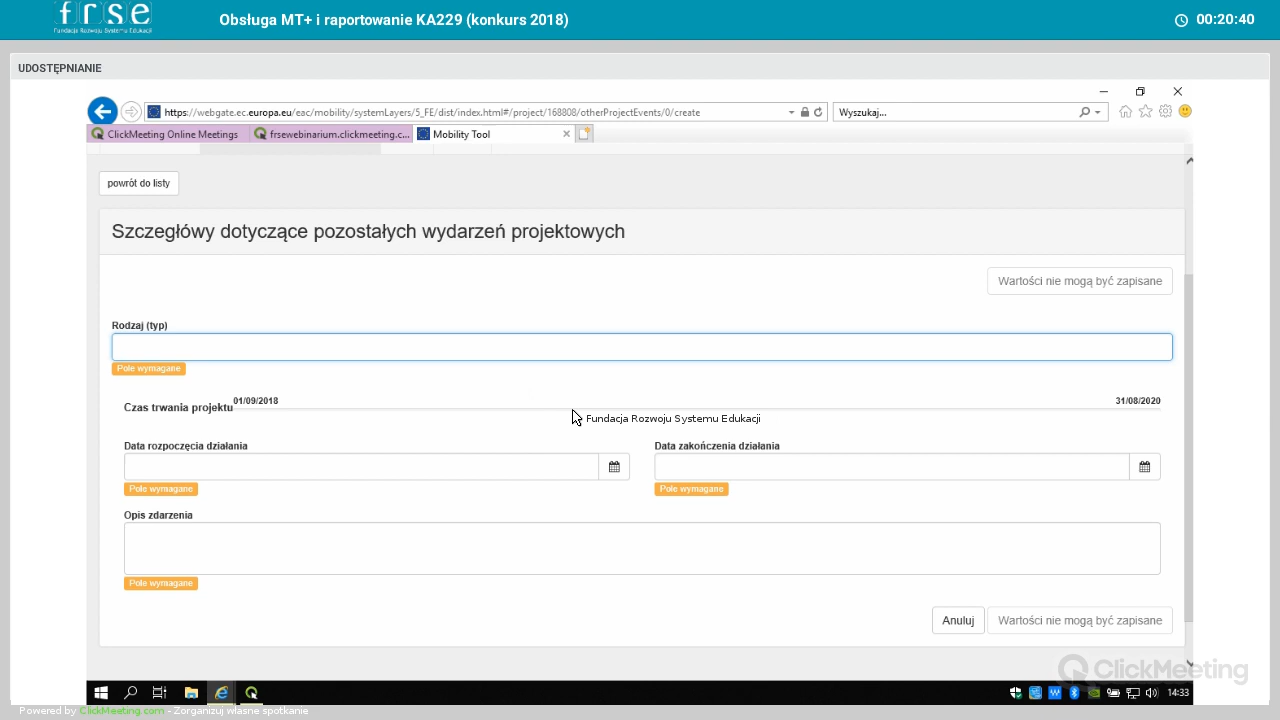 frse
Fundacja Rozwoju Systemu Edukacji
Obsługa MT+ i raportowanie KA229 (konkurs 2018)
00:20:40
UDOSTĘPNIANIE
https://webgate.ec.europa.eu/eac/mobility/systemLayers/5_FE/dist/index.html#/project/168808/otherProjectEvents/0/create
Wyszukaj...
ClickMeeting Online Meetings
frsewebinarium.clickmeeting.c...
Mobility Tool
powrót do listy
Szczegłówy dotyczące pozostałych wydarzeń projektowych
Wartości nie mogą być zapisane
Rodzaj (typ)
Pole wymagane
Czas trwania projektu
01/09/2018
31/08/2020
Fundacja Rozwoju Systemu Edukacji
Data rozpoczęcia działania
Data zakończenia działania
Pole wymagane
Pole wymagane
Opis zdarzenia
Pole wymagane
Anuluj
Wartości nie mogą być zapisane
ClickMeeting
14:33
Powered by ClickMeeting.com - Zorganizuj własne spotkanie